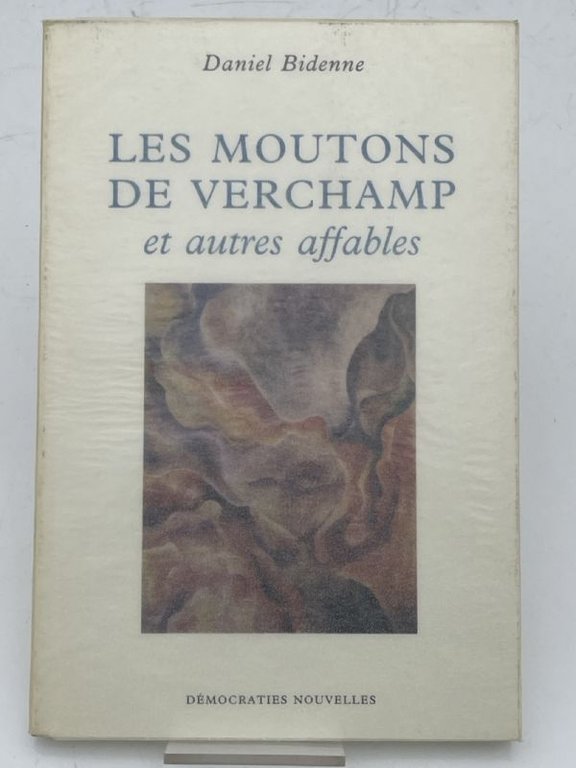 Daniel Bidenne
LES MOUTONS
DE VERCHAMP
et autres affables
DÉMOCRATIES NOUVELLES